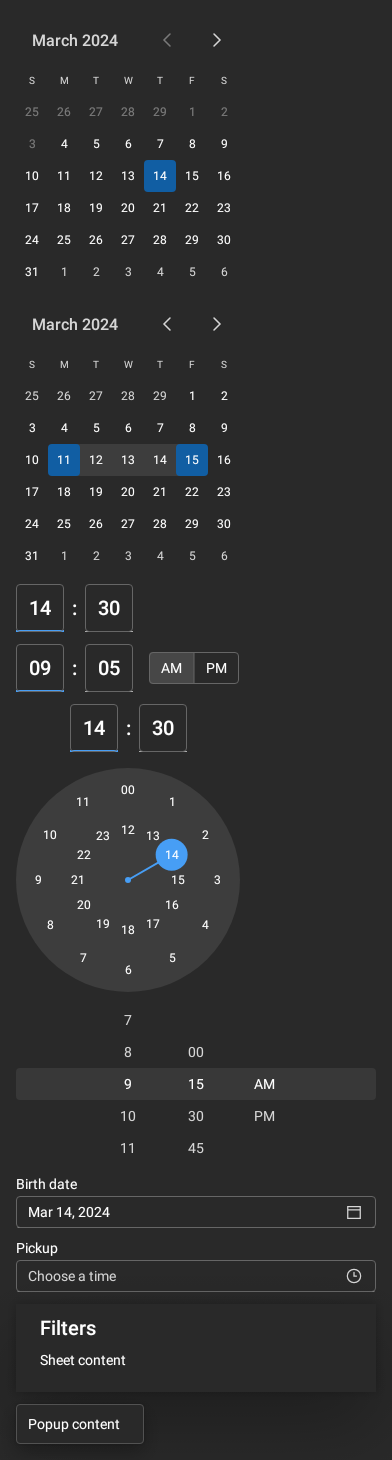 March 2024
S M T W T F S
25 26 27 28 29 1 2
3 4 5 6 7 8 9
10 11 12 13 14 15 16
17 18 19 20 21 22 23
24 25 26 27 28 29 30
31 1 2 3 4 5 6
March 2024
S M T W T F S
25 26 27 28 29 1 2
3 4 5 6 7 8 9
10 11 12 13 14 15 16
17 18 19 20 21 22 23
24 25 26 27 28 29 30
31 1 2 3 4 5 6
14 : 30
09 : 05 AM PM
14 : 30
00
11 1
12
10 23 13 2
22 14
9 21 15 3
20 16
8 19 17 4
18
7 5
6
7
8 00
9 15 AM
10 30 PM
11 45
Birth date
Mar 14, 2024
Pickup
Choose a time
Filters
Sheet content
Popup content